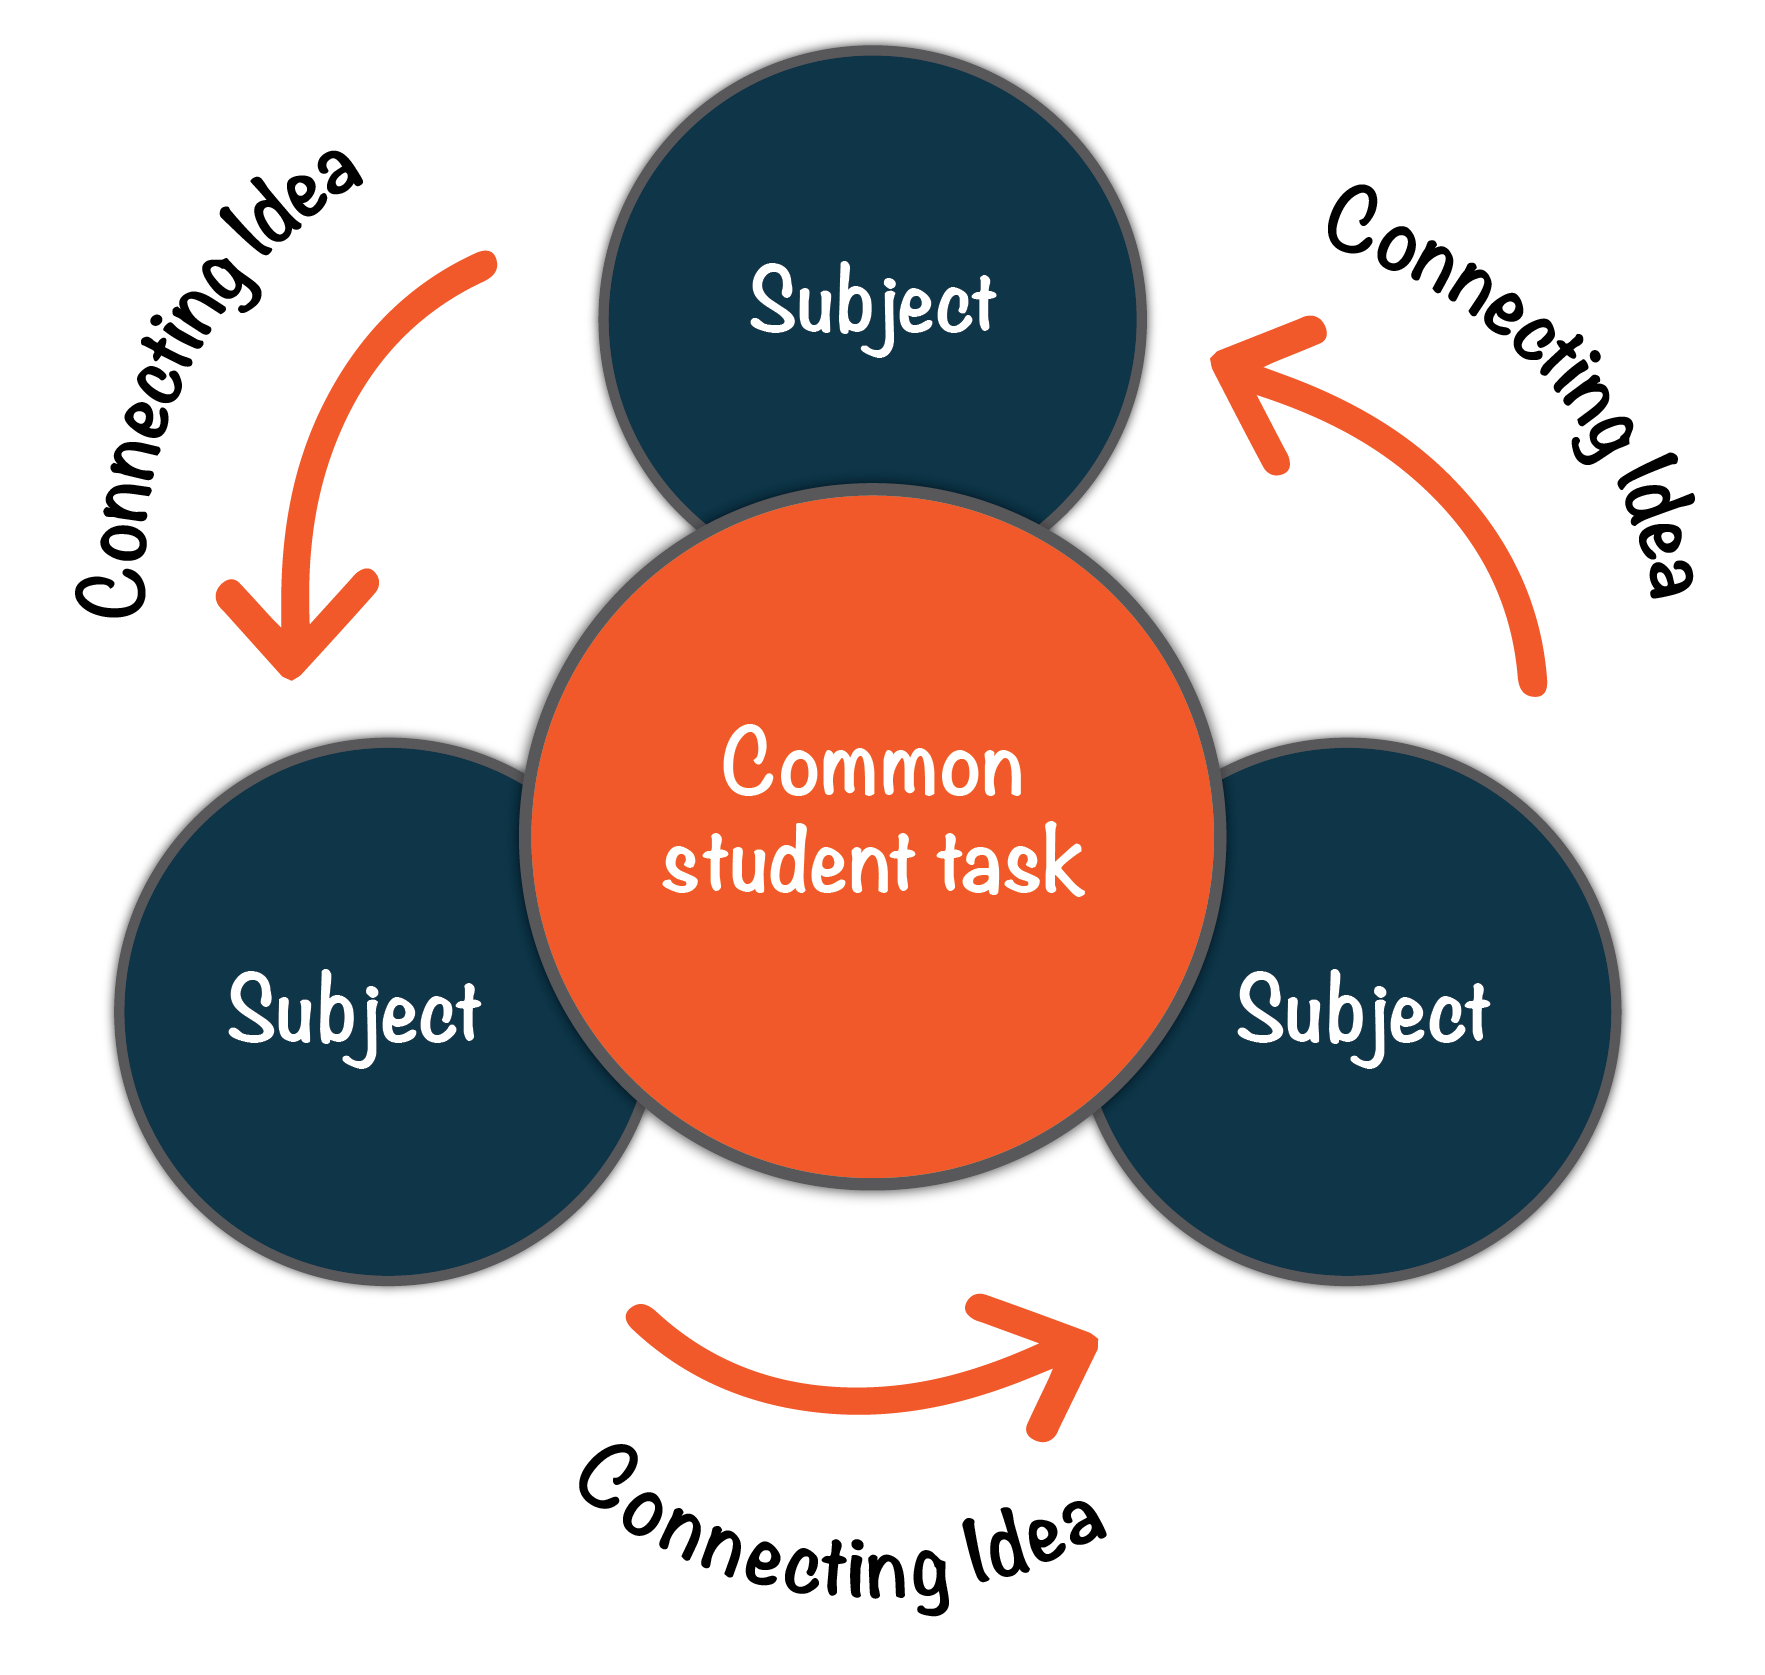 Subject
Connecting Idea
Connecting Idea
Common
student task
Subject
Subject
Connecting Idea